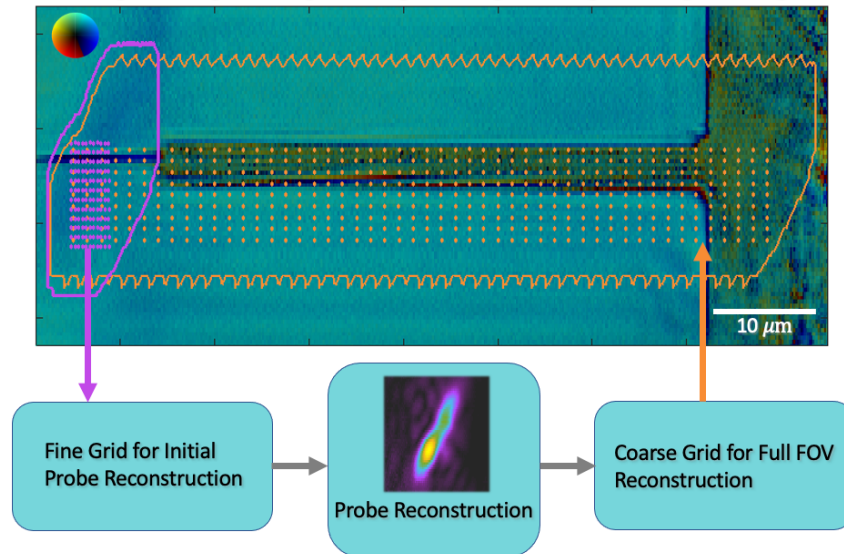 10 μm
Fine Grid for Initial
Probe Reconstruction
Probe Reconstruction
Coarse Grid for Full FOV
Reconstruction